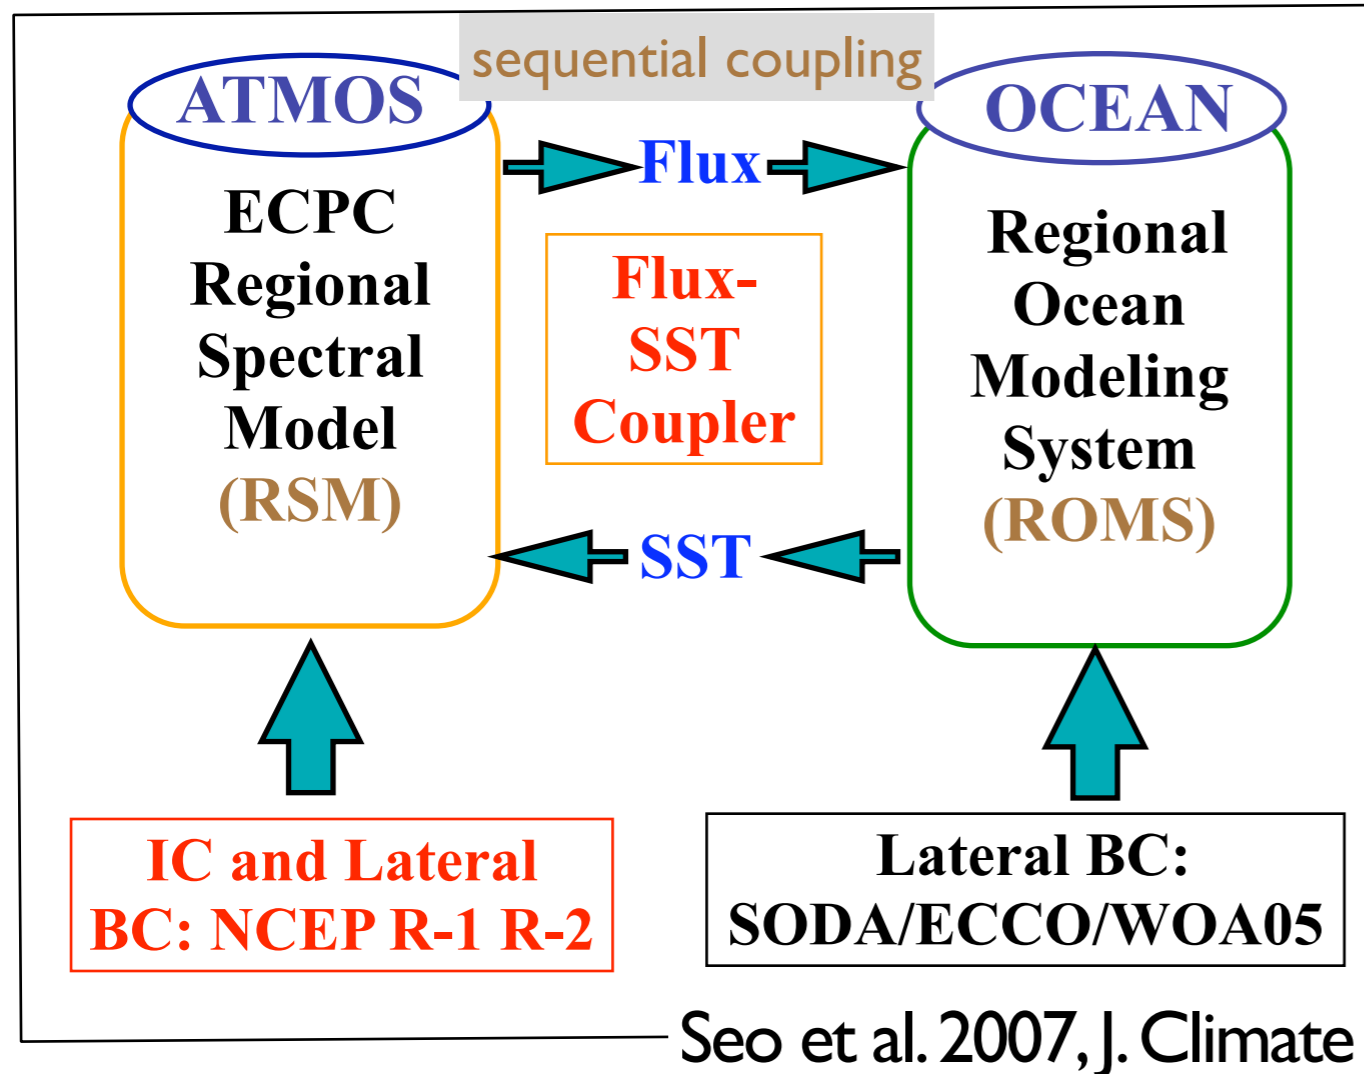 sequential coupling
ATMOS
ECPC
Regional
Spectral
Model
(RSM)
Flux
Flux-
SST
Coupler
SST
OCEAN
Regional
Ocean
Modeling
System
(ROMS)
IC and Lateral
BC: NCEP R-1 R-2
Lateral BC:
SODA/ECCO/WOA05
Seo et al. 2007, J. Climate